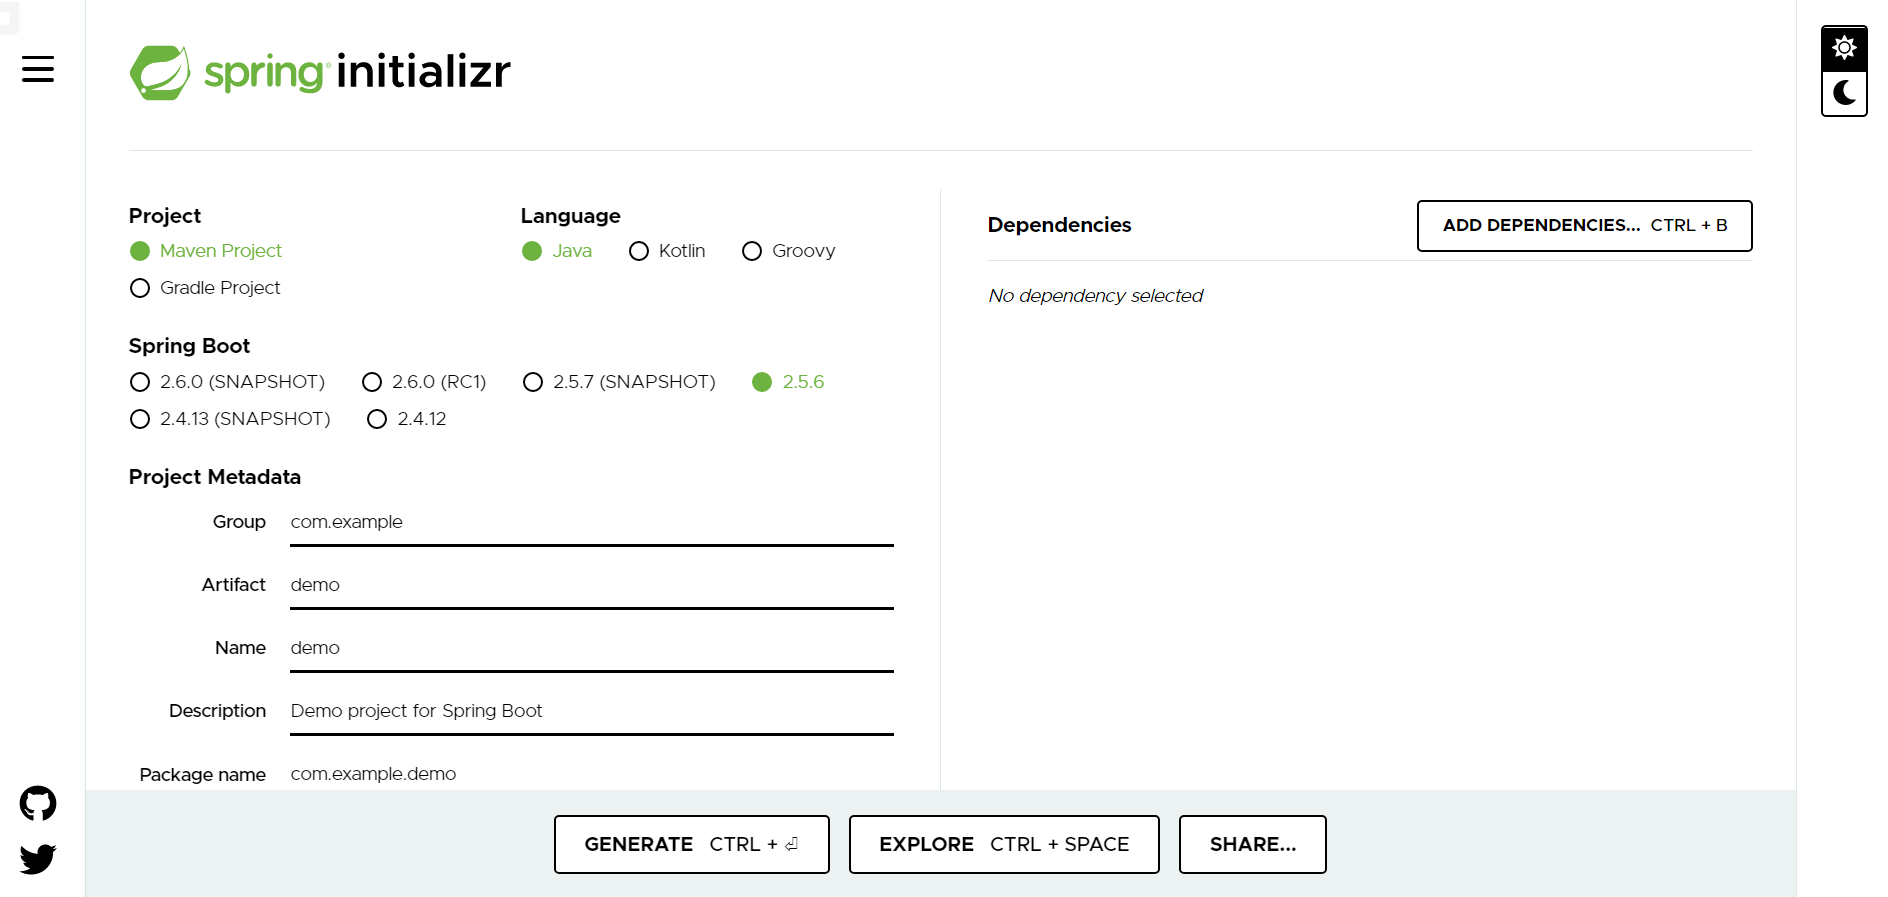 spring initializr
Project
Maven Project
Gradle Project
Language
Java Kotlin Groovy
Spring Boot
2.6.0 (SNAPSHOT) 2.6.0 (RC1) 2.5.7 (SNAPSHOT) 2.5.6
2.4.13 (SNAPSHOT) 2.4.12
Project Metadata
Group com.example
Artifact demo
Name demo
Description Demo project for Spring Boot
Package name com.example.demo
Dependencies
ADD DEPENDENCIES... CTRL + B
No dependency selected
GENERATE CTRL + ⏎
EXPLORE CTRL + SPACE
SHARE...